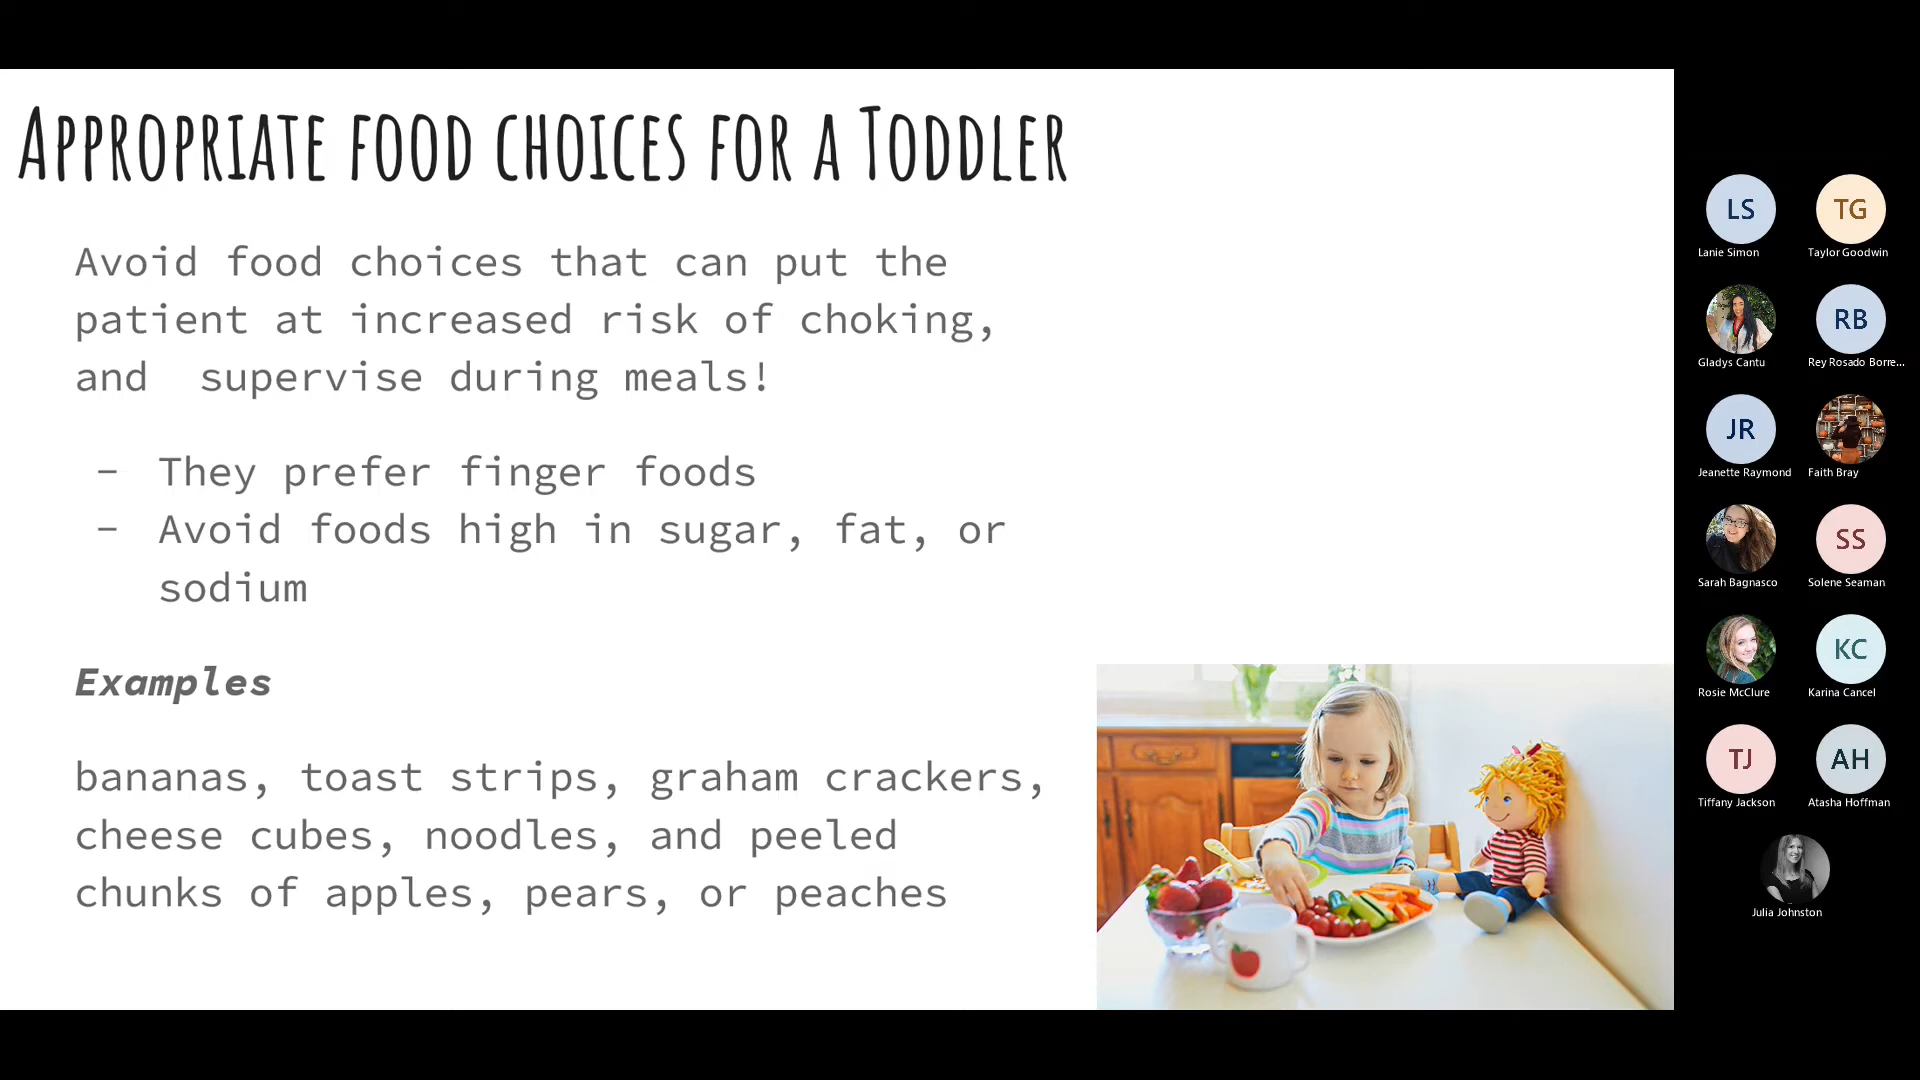 Appropriate food choices for a Toddler
Avoid food choices that can put the
patient at increased risk of choking,
and  supervise during meals!
- They prefer finger foods
- Avoid foods high in sugar, fat, or
sodium
Examples
bananas, toast strips, graham crackers,
cheese cubes, noodles, and peeled
chunks of apples, pears, or peaches
LS
Lanie Simon
TG
Taylor Goodwin
Gladys Cantu
RB
Rey Rosado Borre...
JR
Jeanette Raymond
Faith Bray
Sarah Bagnasco
SS
Solene Seaman
Rosie McClure
KC
Karina Cancel
TJ
Tiffany Jackson
AH
Atasha Hoffman
Julia Johnston